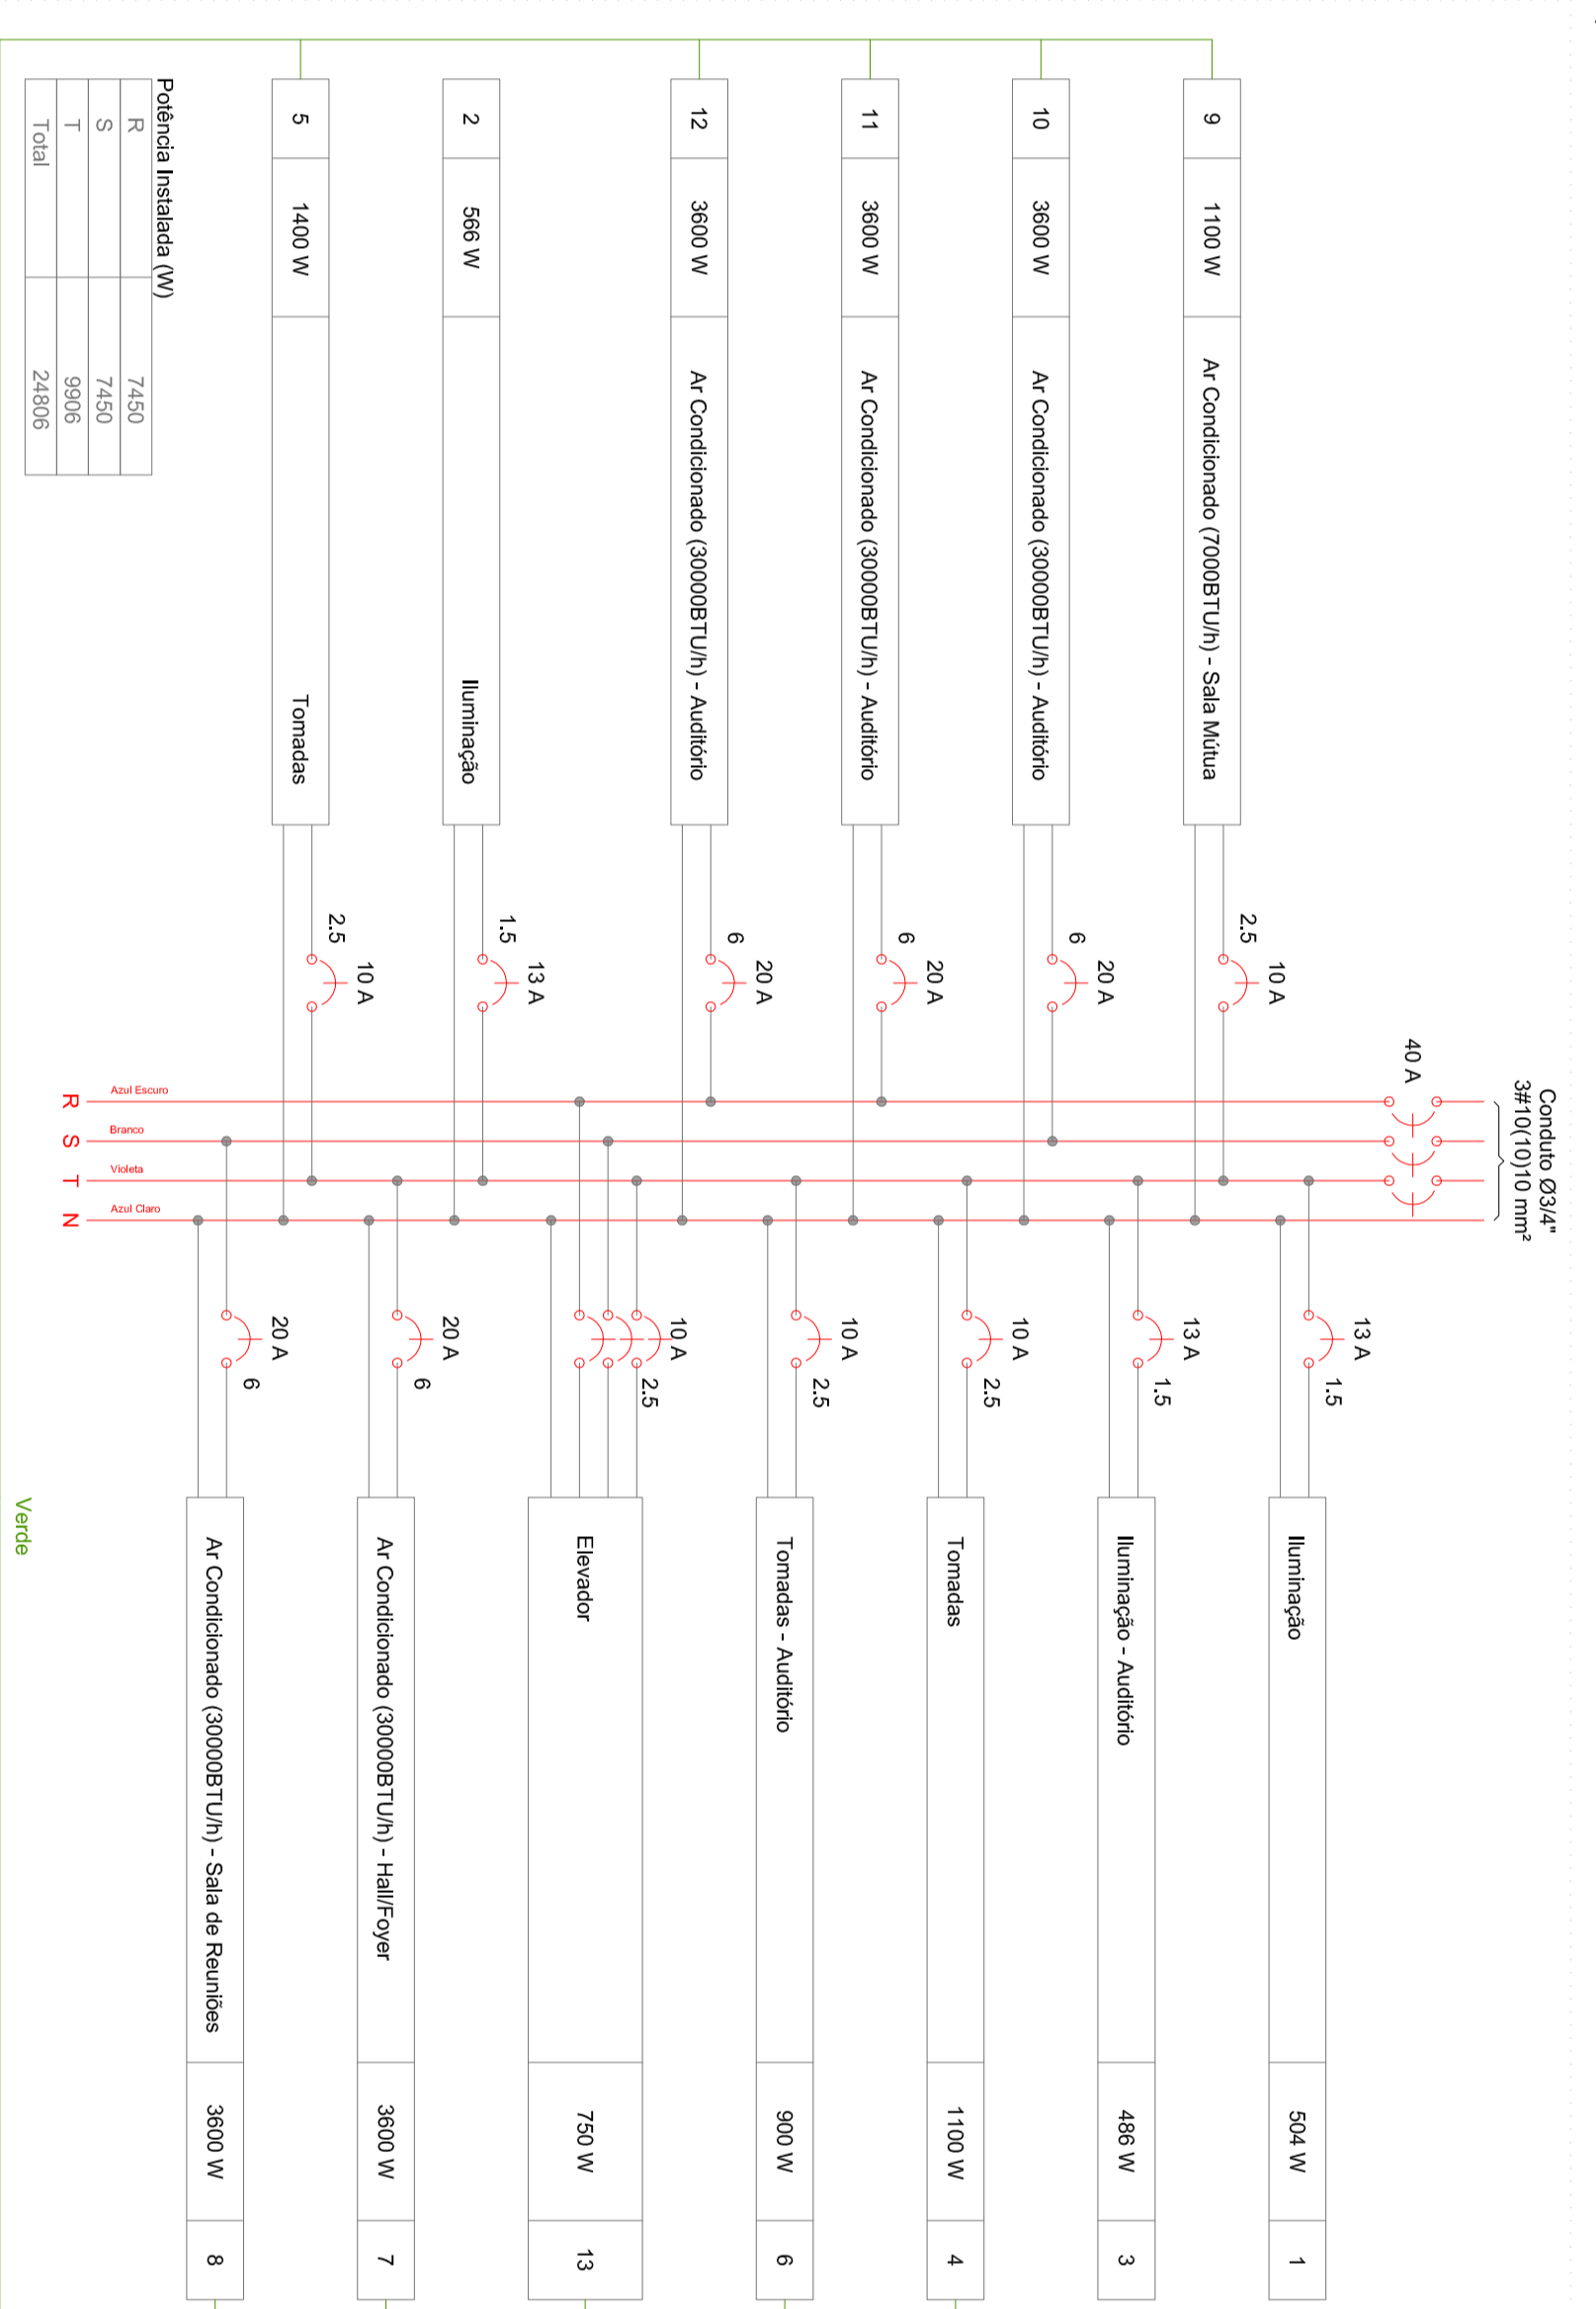 Conduto Ø3/4"
3#10(10)10 mm²
40 A
13 A
1.5
Iluminação
504 W
1
9
1100 W
Ar Condicionado (7000BTU/h) - Sala Mútua
2.5
10 A
13 A
1.5
Iluminação - Auditório
486 W
3
10
3600 W
Ar Condicionado (30000BTU/h) - Auditório
6
20 A
10 A
2.5
Tomadas
1100 W
4
11
3600 W
Ar Condicionado (30000BTU/h) - Auditório
6
20 A
10 A
2.5
Tomadas - Auditório
900 W
6
12
3600 W
Ar Condicionado (30000BTU/h) - Auditório
6
20 A
10 A
2.5
Elevador
750 W
13
2
566 W
Iluminação
1.5
13 A
20 A
6
Ar Condicionado (30000BTU/h) - Hall/Foyer
3600 W
7
5
1400 W
Tomadas
2.5
10 A
20 A
6
Ar Condicionado (30000BTU/h) - Sala de Reuniões
3600 W
8
Azul Escuro
R
Branco
S
Violeta
T
Azul Claro
N
Potência Instalada (W)
R 7450
S 7450
T 9906
Total 24806
Verde